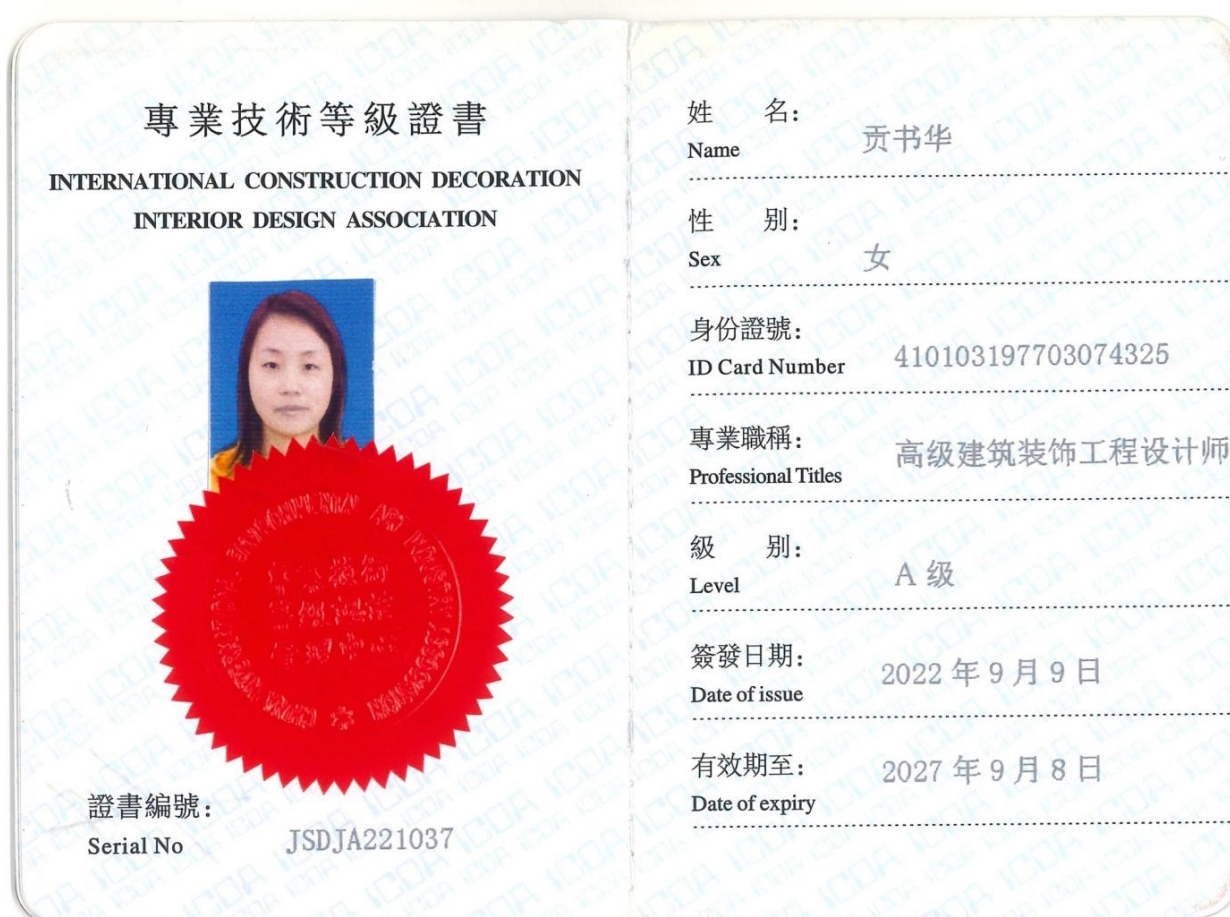 專業技術等級證書
INTERNATIONAL CONSTRUCTION DECORATION
INTERIOR DESIGN ASSOCIATION
證書編號:
Serial No JSDJA221037
姓 名:
Name 贡书华
性 别:
Sex 女
身份證號:
ID Card Number 410103197703074325
專業職稱:
Professional Titles 高级建筑装饰工程设计师
級 别:
Level A 级
簽發日期:
Date of issue 2022 年 9 月 9 日
有效期至:
Date of expiry 2027 年 9 月 8 日